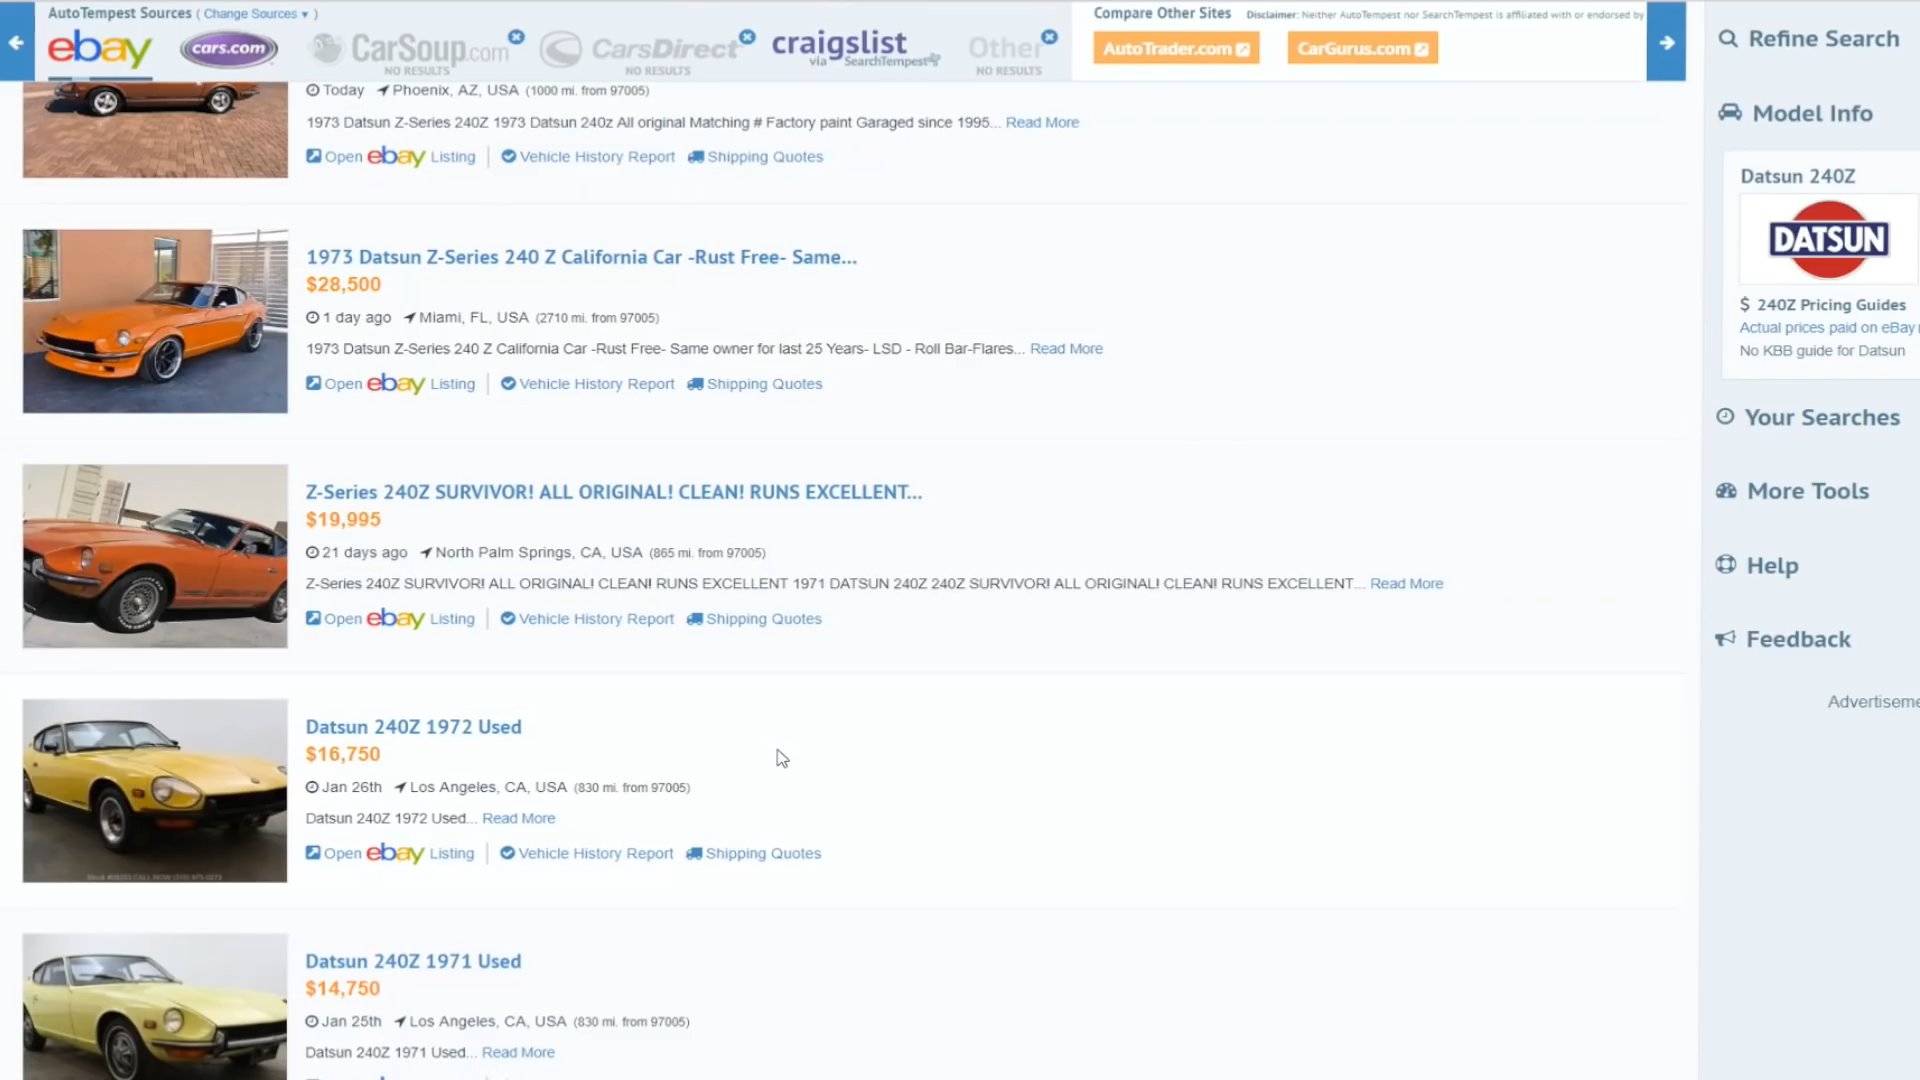 AutoTempest Sources ( Change Sources ▾ )
ebay
cars.com
CarSoup.com
NO RESULTS
CarsDirect
NO RESULTS
craigslist
via SearchTempest
Other
NO RESULTS
Compare Other Sites Disclaimer: Neither AutoTempest nor SearchTempest is affiliated with or endorsed by
AutoTrader.com
CarGurus.com
Today Phoenix, AZ, USA (1000 mi. from 97005)
1973 Datsun Z-Series 240Z 1973 Datsun 240z All original Matching # Factory paint Garaged since 1995... Read More
Open ebay Listing | Vehicle History Report Shipping Quotes
1973 Datsun Z-Series 240 Z California Car -Rust Free- Same...
$28,500
1 day ago Miami, FL, USA (2710 mi. from 97005)
1973 Datsun Z-Series 240 Z California Car -Rust Free- Same owner for last 25 Years- LSD - Roll Bar-Flares... Read More
Open ebay Listing | Vehicle History Report Shipping Quotes
Z-Series 240Z SURVIVOR! ALL ORIGINAL! CLEAN! RUNS EXCELLENT...
$19,995
21 days ago North Palm Springs, CA, USA (865 mi. from 97005)
Z-Series 240Z SURVIVOR! ALL ORIGINAL! CLEAN! RUNS EXCELLENT 1971 DATSUN 240Z 240Z SURVIVOR! ALL ORIGINAL! CLEAN! RUNS EXCELLENT... Read More
Open ebay Listing | Vehicle History Report Shipping Quotes
Datsun 240Z 1972 Used
$16,750
Jan 26th Los Angeles, CA, USA (830 mi. from 97005)
Datsun 240Z 1972 Used... Read More
Open ebay Listing | Vehicle History Report Shipping Quotes
Datsun 240Z 1971 Used
$14,750
Jan 25th Los Angeles, CA, USA (830 mi. from 97005)
Datsun 240Z 1971 Used... Read More
Refine Search
Model Info
Datsun 240Z
DATSUN
$ 240Z Pricing Guides
Actual prices paid on eBay
No KBB guide for Datsun
Your Searches
More Tools
Help
Feedback
Advertiseme